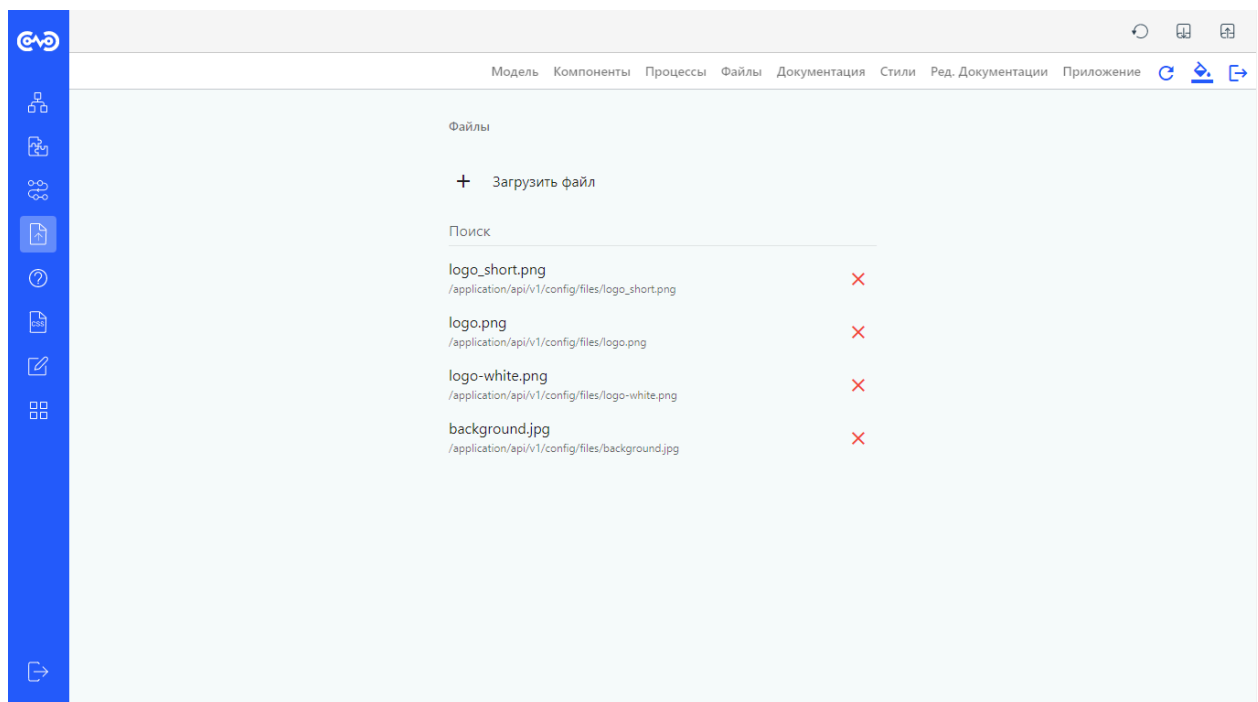 Модель Компоненты Процессы Файлы Документация Стили Ред. Документации Приложение
Файлы
+ Загрузить файл
Поиск
logo_short.png
/application/api/v1/config/files/logo_short.png
logo.png
/application/api/v1/config/files/logo.png
logo-white.png
/application/api/v1/config/files/logo-white.png
background.jpg
/application/api/v1/config/files/background.jpg
css